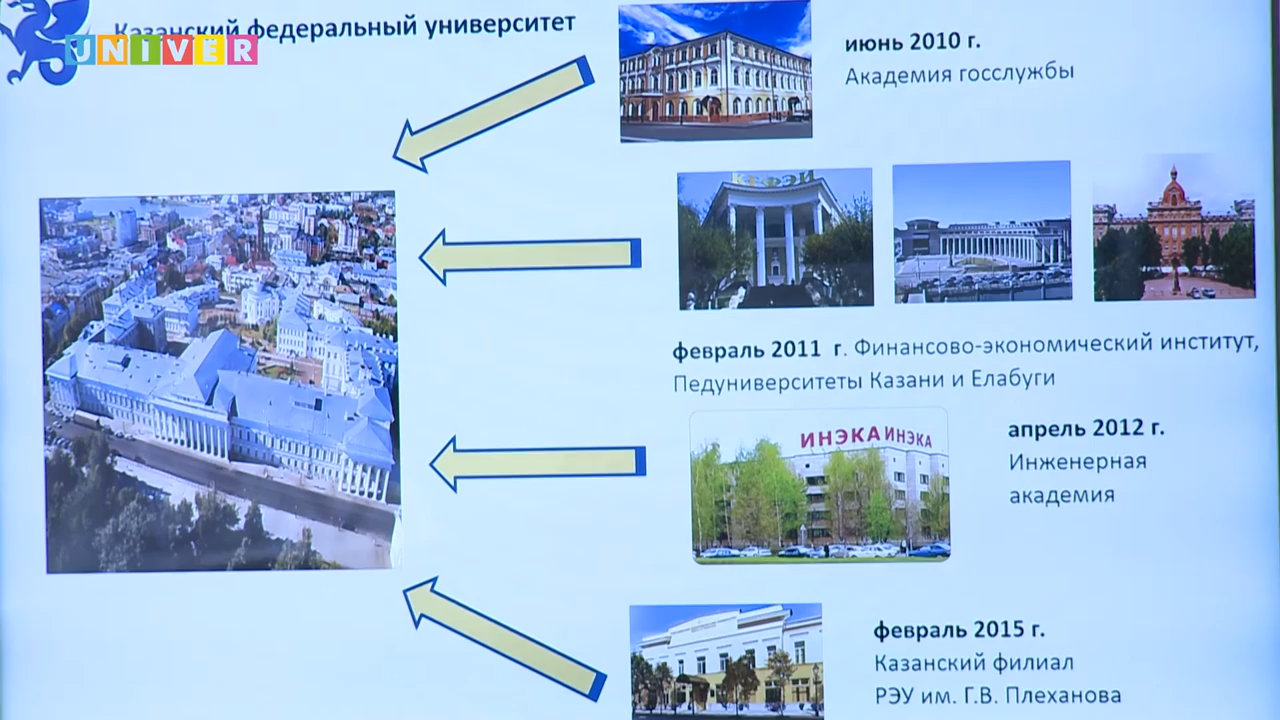 Казанский федеральный университет
UNIVER
июнь 2010 г.
Академия госслужбы
КГФЭИ
февраль 2011 г. Финансово-экономический институт,
Педуниверситеты Казани и Елабуги
ИНЭКА ИНЭКА
апрель 2012 г.
Инженерная
академия
февраль 2015 г.
Казанский филиал
РЭУ им. Г.В. Плеханова